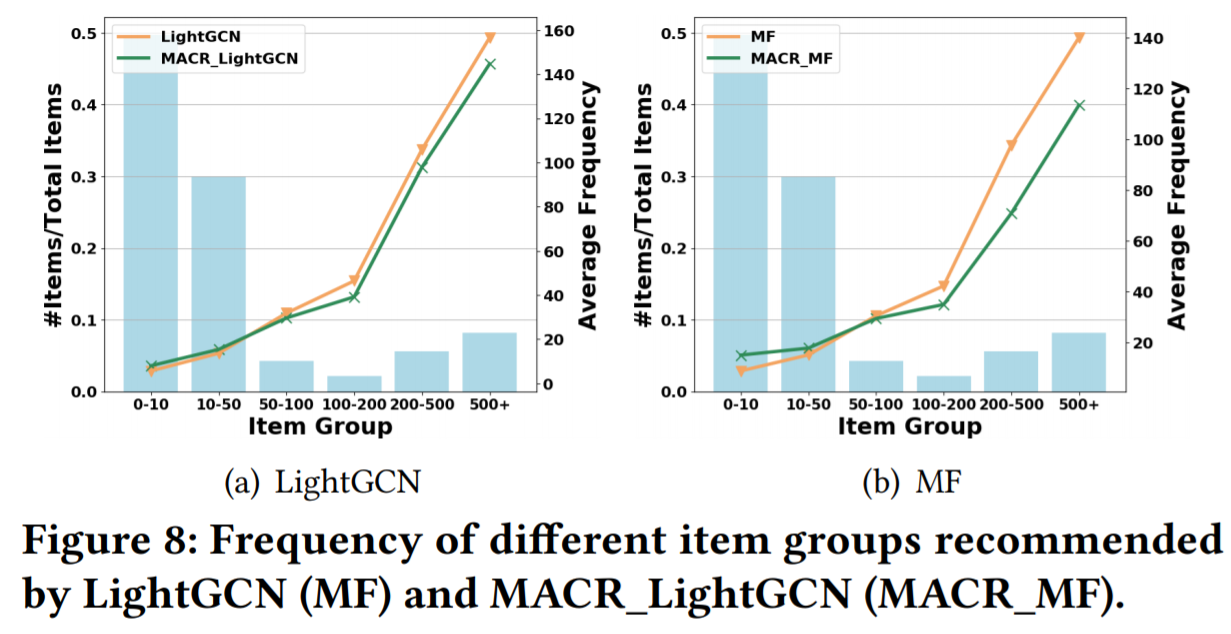 LightGCN
MACR_LightGCN
0.5
0.4
0.3
0.2
0.1
0.0
#Items/Total Items
160
140
120
100
80
60
40
20
0
Average Frequency
0-10 10-50 50-100 100-200 200-500 500+
Item Group
(a) LightGCN
MF
MACR_MF
0.5
0.4
0.3
0.2
0.1
0.0
#Items/Total Items
140
120
100
80
60
40
20
Average Frequency
0-10 10-50 50-100 100-200 200-500 500+
Item Group
(b) MF
Figure 8: Frequency of different item groups recommended
by LightGCN (MF) and MACR_LightGCN (MACR_MF).